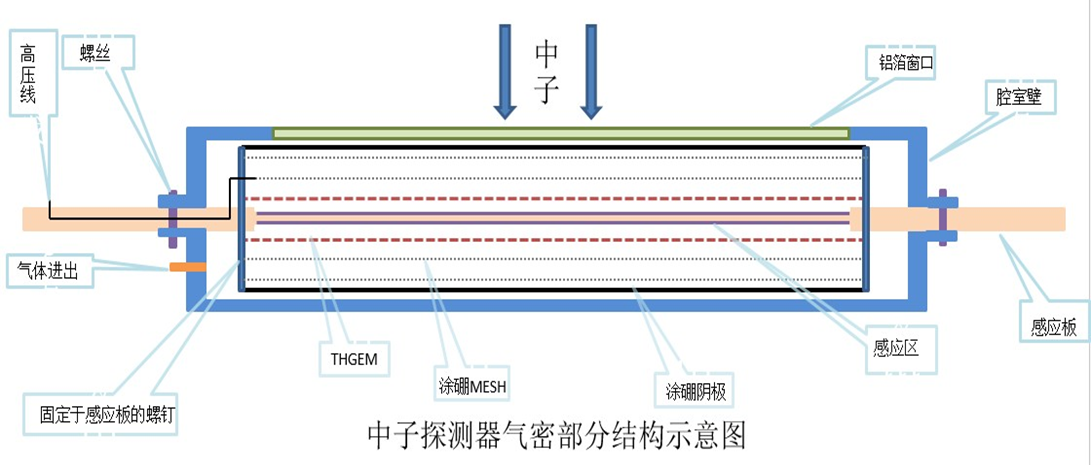 高
压
线
螺丝
中
子
铝箔窗口
腔室壁
气体进出
THGEM
涂硼MESH
涂硼阴极
感应区
感应板
固定于感应板的螺钉
中子探测器气密部分结构示意图